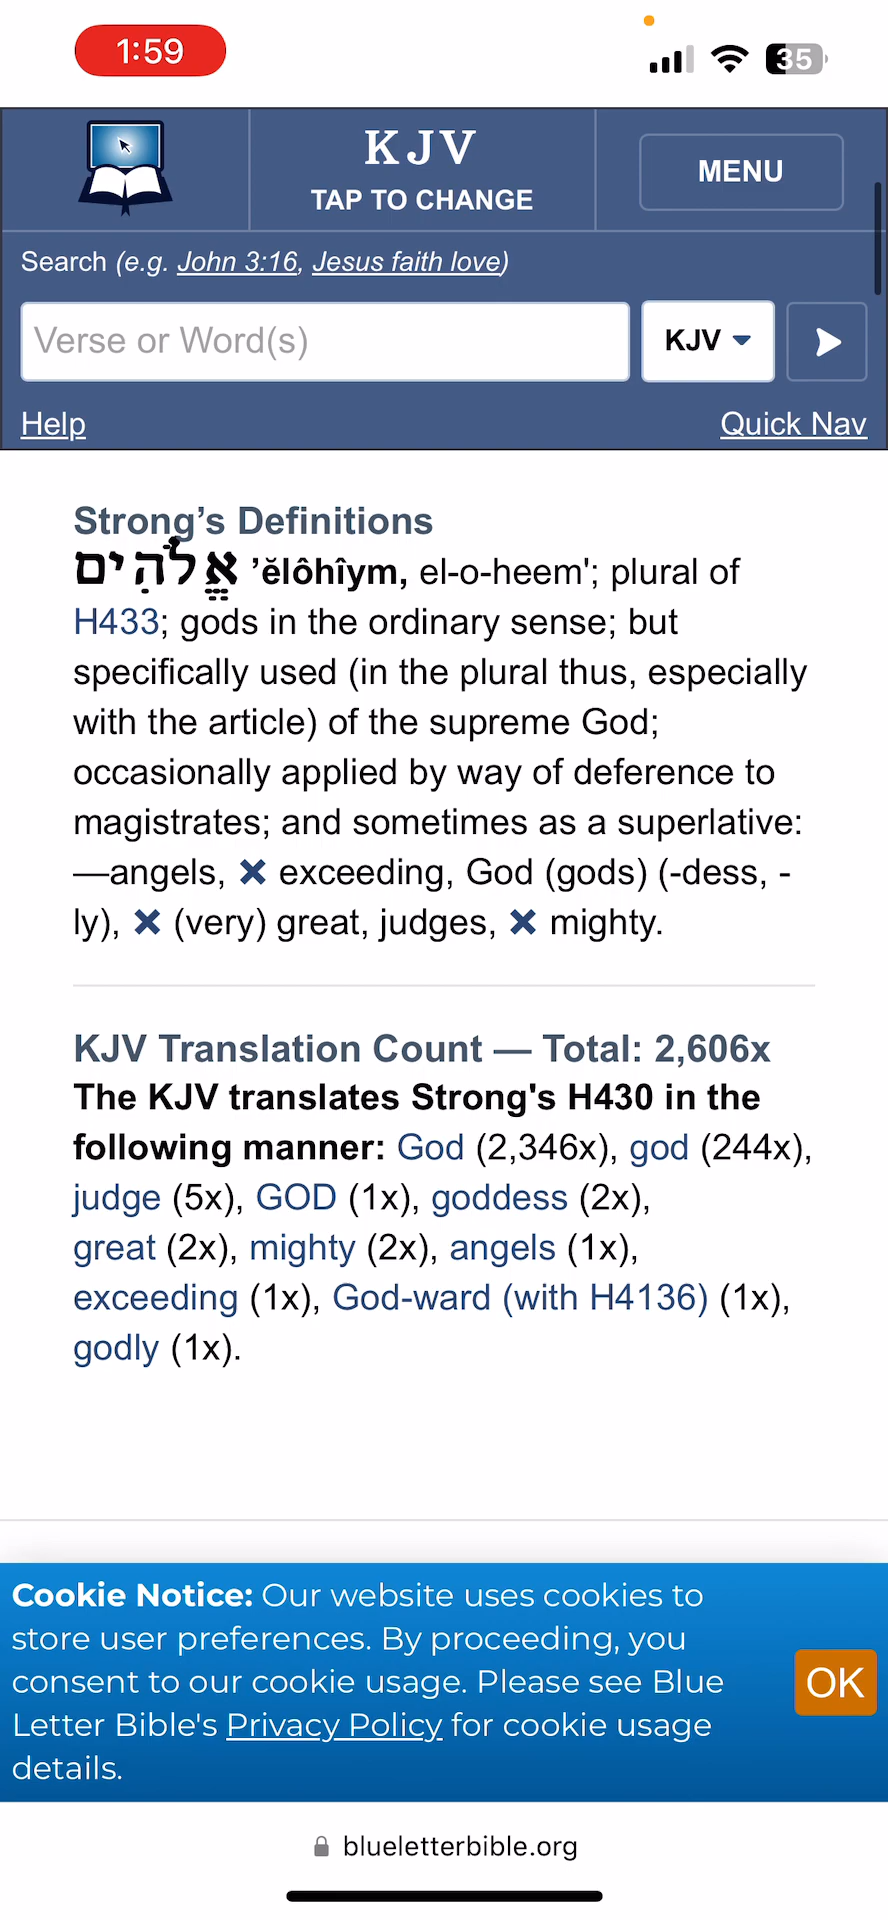 1:59
35
KJV
TAP TO CHANGE
MENU
Search (e.g. John 3:16, Jesus faith love)
Verse or Word(s)
KJV
Help
Quick Nav
Strong’s Definitions
אֱלֹהִים ʼĕlôhîym, el-o-heem'; plural of
H433; gods in the ordinary sense; but
specifically used (in the plural thus, especially
with the article) of the supreme God;
occasionally applied by way of deference to
magistrates; and sometimes as a superlative:
—angels, ✖ exceeding, God (gods) (-dess, -
ly), ✖ (very) great, judges, ✖ mighty.
KJV Translation Count — Total: 2,606x
The KJV translates Strong's H430 in the
following manner: God (2,346x), god (244x),
judge (5x), GOD (1x), goddess (2x),
great (2x), mighty (2x), angels (1x),
exceeding (1x), God-ward (with H4136) (1x),
godly (1x).
Cookie Notice: Our website uses cookies to
store user preferences. By proceeding, you
consent to our cookie usage. Please see Blue
Letter Bible's Privacy Policy for cookie usage
details.
OK
blueletterbible.org